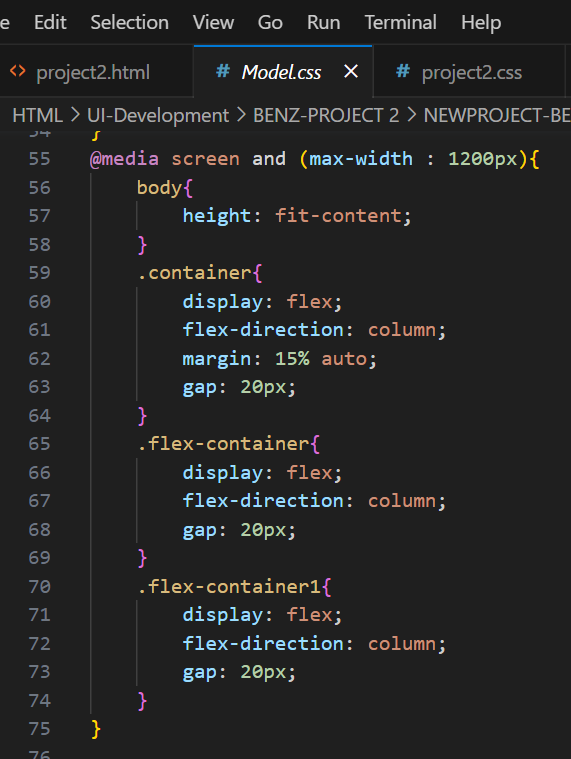 e Edit Selection View Go Run Terminal Help
<> project2.html # Model.css × # project2.css
HTML > UI-Development > BENZ-PROJECT 2 > NEWPROJECT-BE
54 }
55 @media screen and (max-width : 1200px){
56 body{
57 height: fit-content;
58 }
59 .container{
60 display: flex;
61 flex-direction: column;
62 margin: 15% auto;
63 gap: 20px;
64 }
65 .flex-container{
66 display: flex;
67 flex-direction: column;
68 gap: 20px;
69 }
70 .flex-container1{
71 display: flex;
72 flex-direction: column;
73 gap: 20px;
74 }
75 }
76